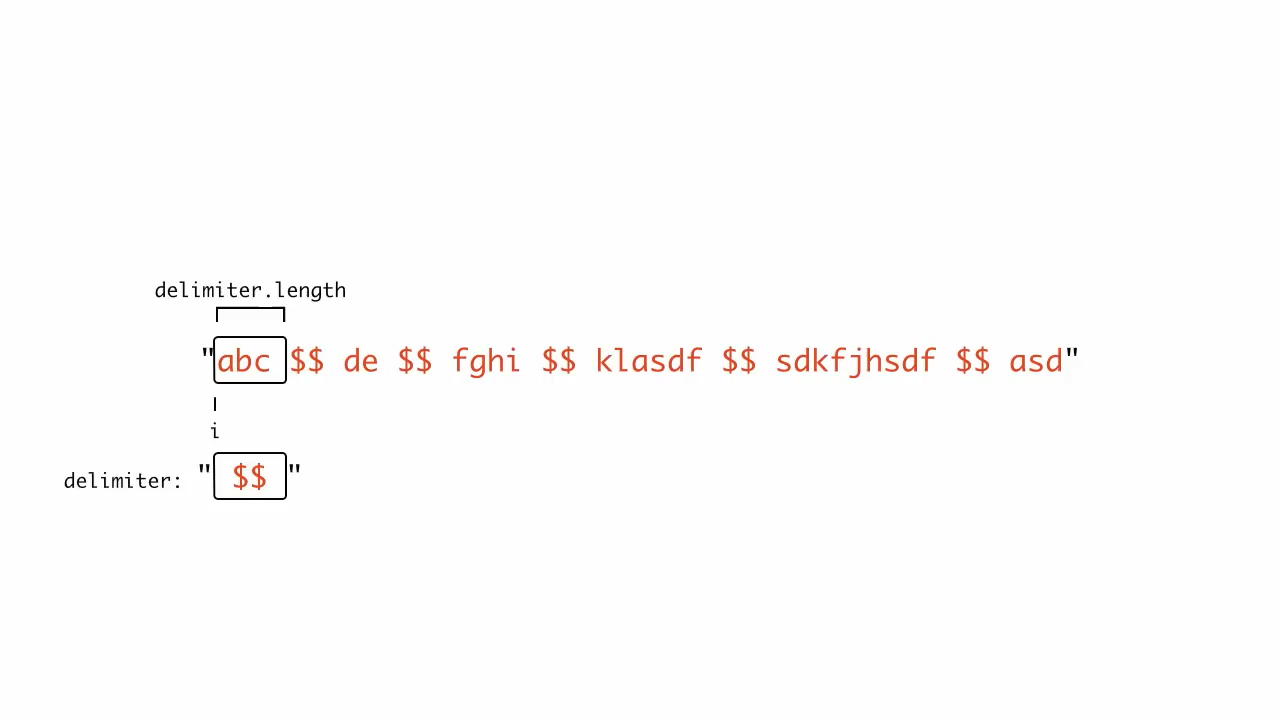 delimiter.length
"abc $$ de $$ fghi $$ klasdf $$ sdkfjhsdf $$ asd"
i
delimiter: " $$ "